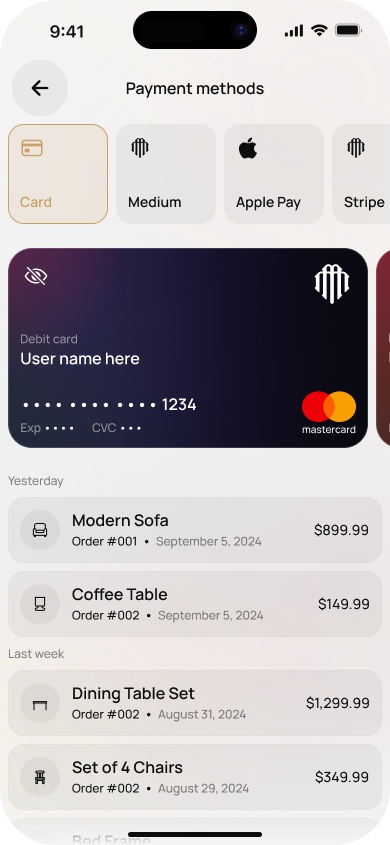 9:41
Payment methods
Card
Medium
Apple Pay
Stripe
Debit card
User name here
•••• •••• •••• 1234
Exp •••• CVC •••
mastercard
Yesterday
Modern Sofa
Order #001 • September 5, 2024
$899.99
Coffee Table
Order #002 • September 5, 2024
$149.99
Last week
Dining Table Set
Order #002 • August 31, 2024
$1,299.99
Set of 4 Chairs
Order #002 • August 29, 2024
$349.99
Bed Frame